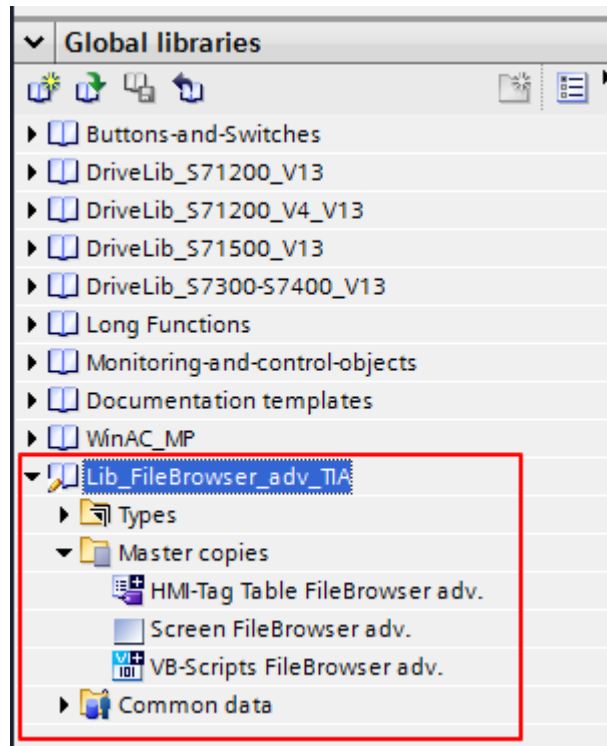 Global libraries
Buttons-and-Switches
DriveLib_S71200_V13
DriveLib_S71200_V4_V13
DriveLib_S71500_V13
DriveLib_S7300-S7400_V13
Long Functions
Monitoring-and-control-objects
Documentation templates
WinAC_MP
Lib_FileBrowser_adv_TIA
Types
Master copies
HMI-Tag Table FileBrowser adv.
Screen FileBrowser adv.
VB-Scripts FileBrowser adv.
Common data